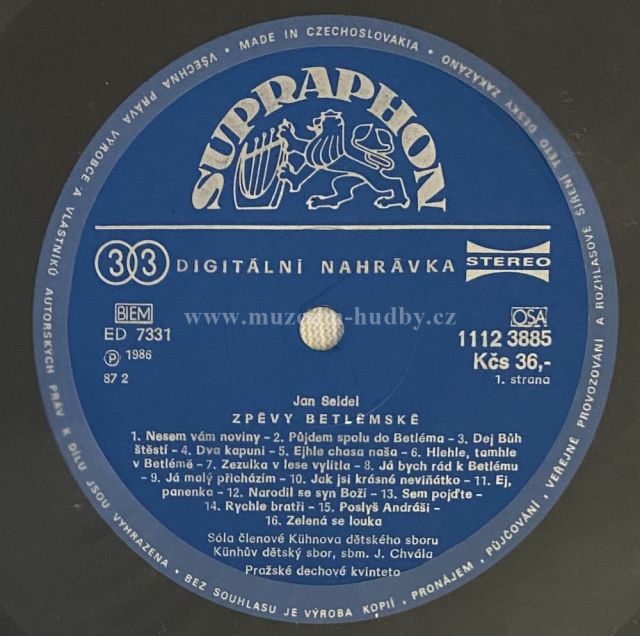 VŠECHNA PRÁVA VÝROBCE A VLASTNÍKŮ AUTORSKÝCH PRÁV K DÍLU JSOU VYHRAZENA • BEZ SOUHLASU JE VÝROBA KOPIÍ, PRONÁJEM, PŮJČOVÁNÍ, VEŘEJNÉ PROVOZOVÁNÍ A ROZHLASOVÉ ŠÍŘENÍ TÉTO DESKY ZAKÁZÁNO • MADE IN CZECHOSLOVAKIA •
SUPRAPHON
33 DIGITÁLNÍ NAHRÁVKA STEREO
BIEM OSA
www.muzeum-hudby.cz
ED 7331 1112 3885
Ⓟ 1986 Kčs 36,-
87 2 1. strana
Jan Seidel
ZPĚVY BETLÉMSKÉ
1. Nesem vám noviny – 2. Půjdem spolu do Betléma – 3. Dej Bůh
štěstí – 4. Dva kapuni – 5. Ejhle chasa naša – 6. Hlehle, tamhle
v Betlémě – 7. Zezulka v lese vylítla – 8. Já bych rád k Betlému
– 9. Já malý přicházím – 10. Jak jsi krásné neviňátko – 11. Ej,
panenka – 12. Narodil se syn Boží – 13. Sem pojďte –
14. Rychle bratři – 15. Poslyš Andráši –
16. Zelená se louka
Sóla členové Kühnova dětského sboru
Künhův dětský sbor, sbm. J. Chvála
Pražské dechové kvinteto